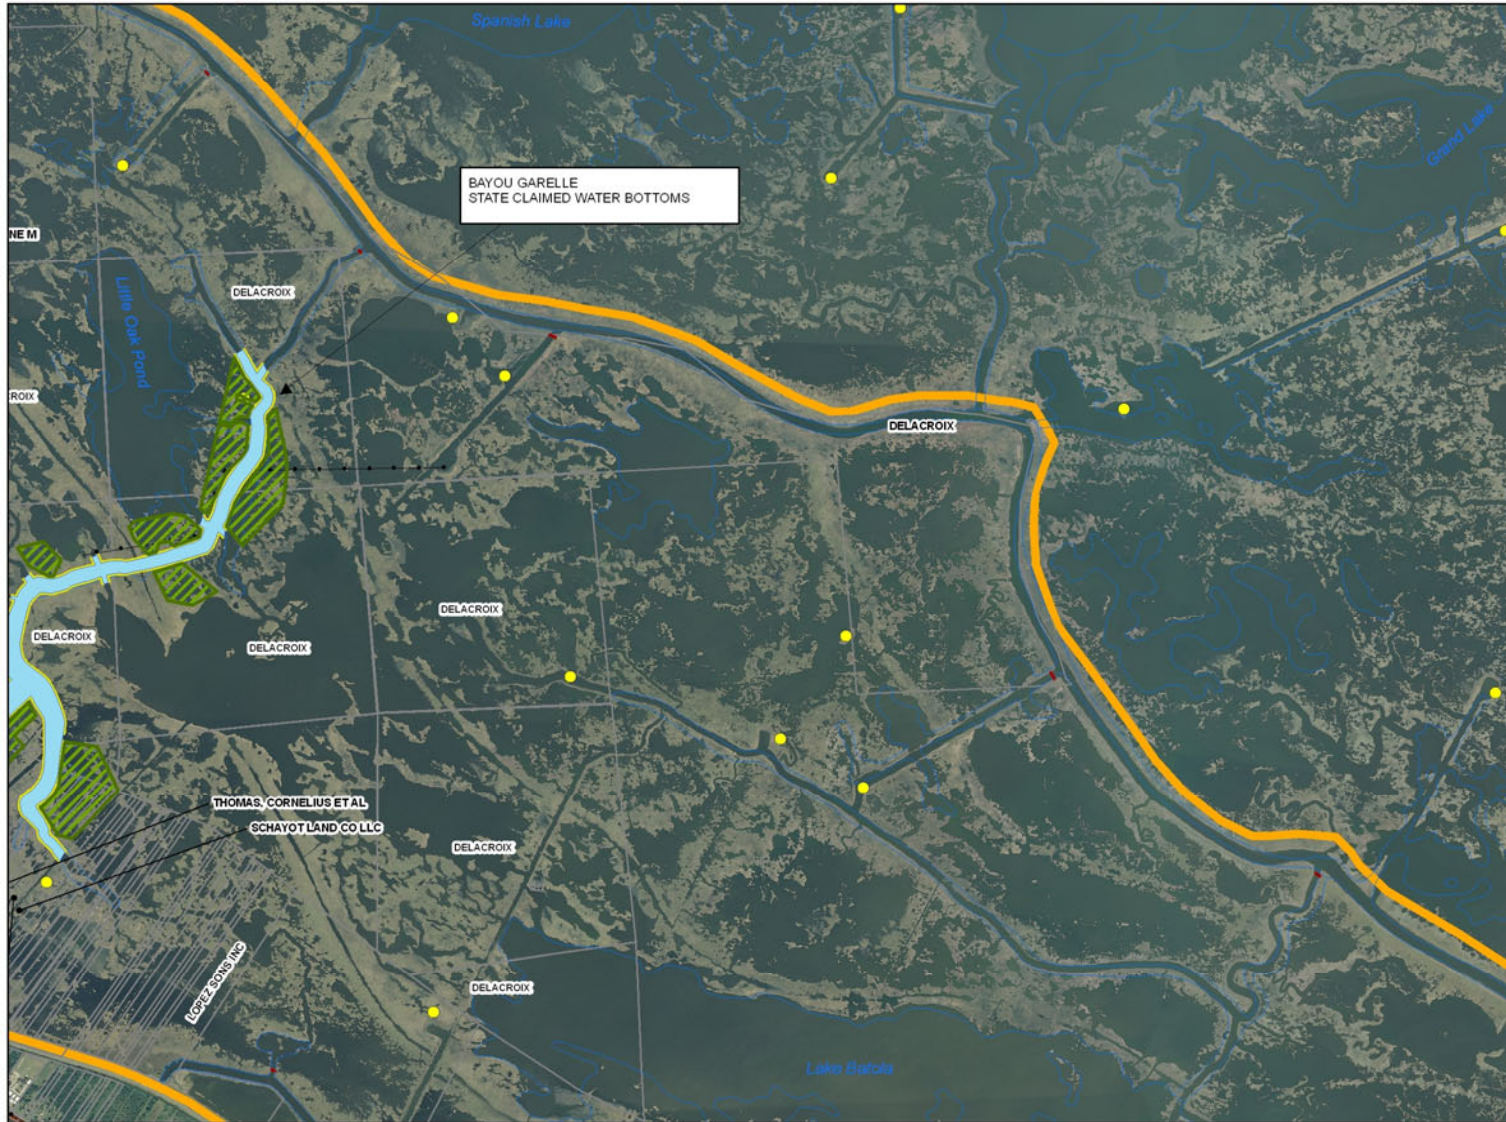 Spanish Lake
Grand Lake
BAYOU GARELLE
STATE CLAIMED WATER BOTTOMS
NE M
Little Oak Pond
DELACROIX
CROIX
DELACROIX
DELACROIX
DELACROIX
DELACROIX
THOMAS, CORNELIUS ET AL
SCHAYOT LAND CO LLC
DELACROIX
LOPEZ SONS INC
DELACROIX
Lake Batola